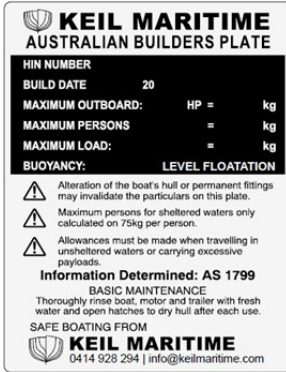 KEIL MARITIME
AUSTRALIAN BUILDERS PLATE
HIN NUMBER
BUILD DATE 20
MAXIMUM OUTBOARD: HP = kg
MAXIMUM PERSONS = kg
MAXIMUM LOAD: = kg
BUOYANCY: LEVEL FLOATATION
Alteration of the boat's hull or permanent fittings
may invalidate the particulars on this plate.
Maximum persons for sheltered waters only
calculated on 75kg per person.
Allowances must be made when travelling in
unsheltered waters or carrying excessive
payloads.
Information Determined: AS 1799
BASIC MAINTENANCE
Thoroughly rinse boat, motor and trailer with fresh
water and open hatches to dry hull after each use.
SAFE BOATING FROM
KEIL MARITIME
0414 928 294 | info@keilmaritime.com